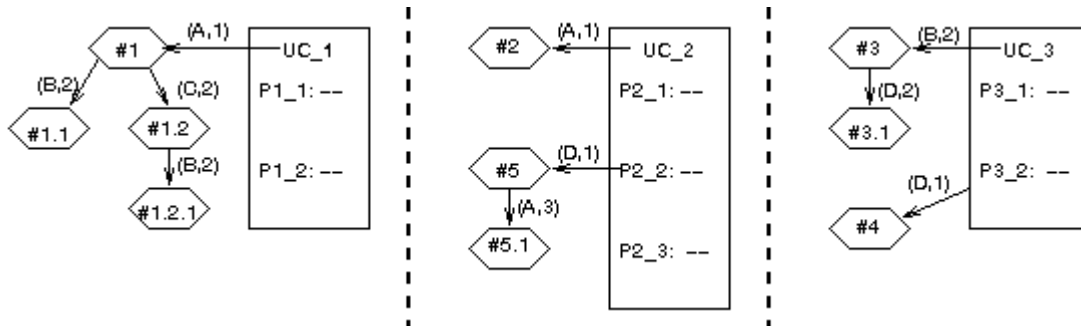 (A,1)
#1
UC_1
(B,2)
(C,2)
P1_1: --
#1.1
#1.2
(B,2)
P1_2: --
#1.2.1
(A,1)
#2
UC_2
P2_1: --
(D,1)
#5
P2_2: --
(A,3)
#5.1
P2_3: --
(B,2)
#3
UC_3
(D,2)
P3_1: --
#3.1
P3_2: --
(D,1)
#4